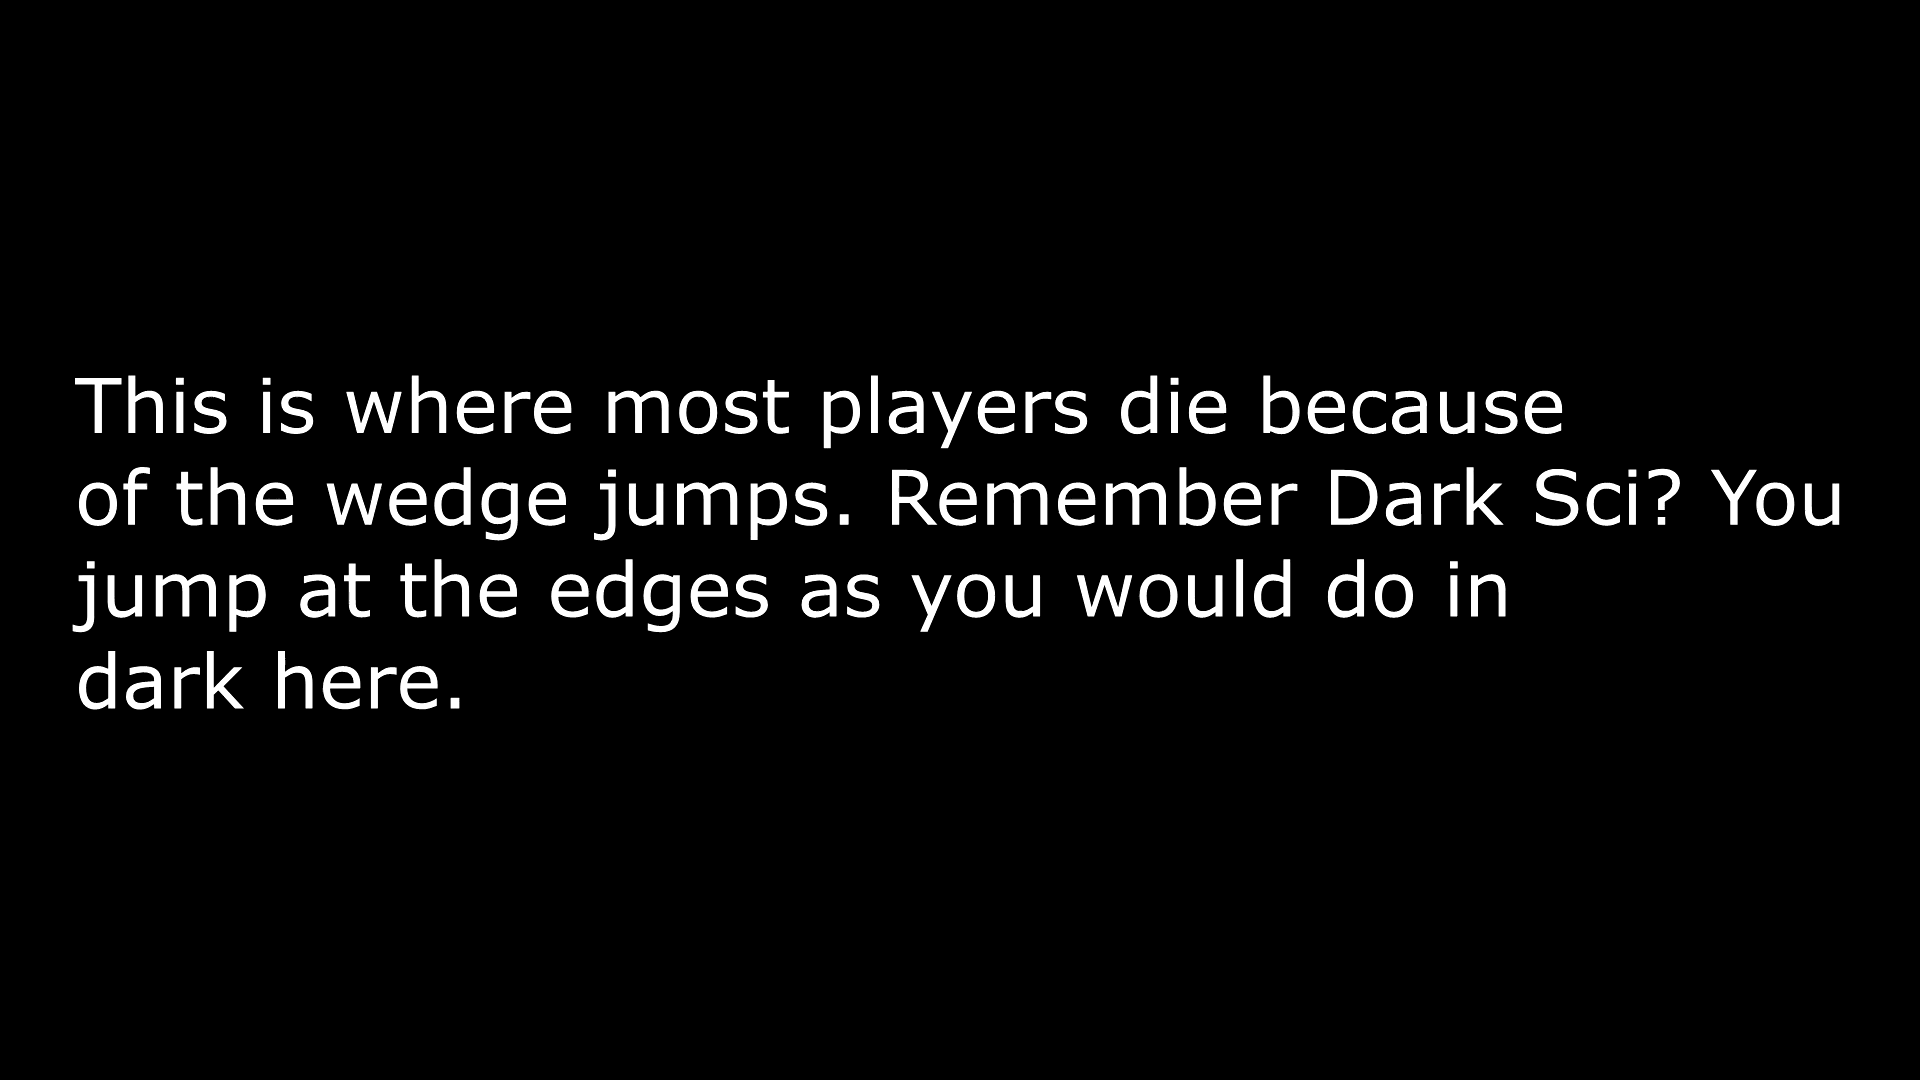 This is where most players die because
of the wedge jumps. Remember Dark Sci? You
jump at the edges as you would do in
dark here.